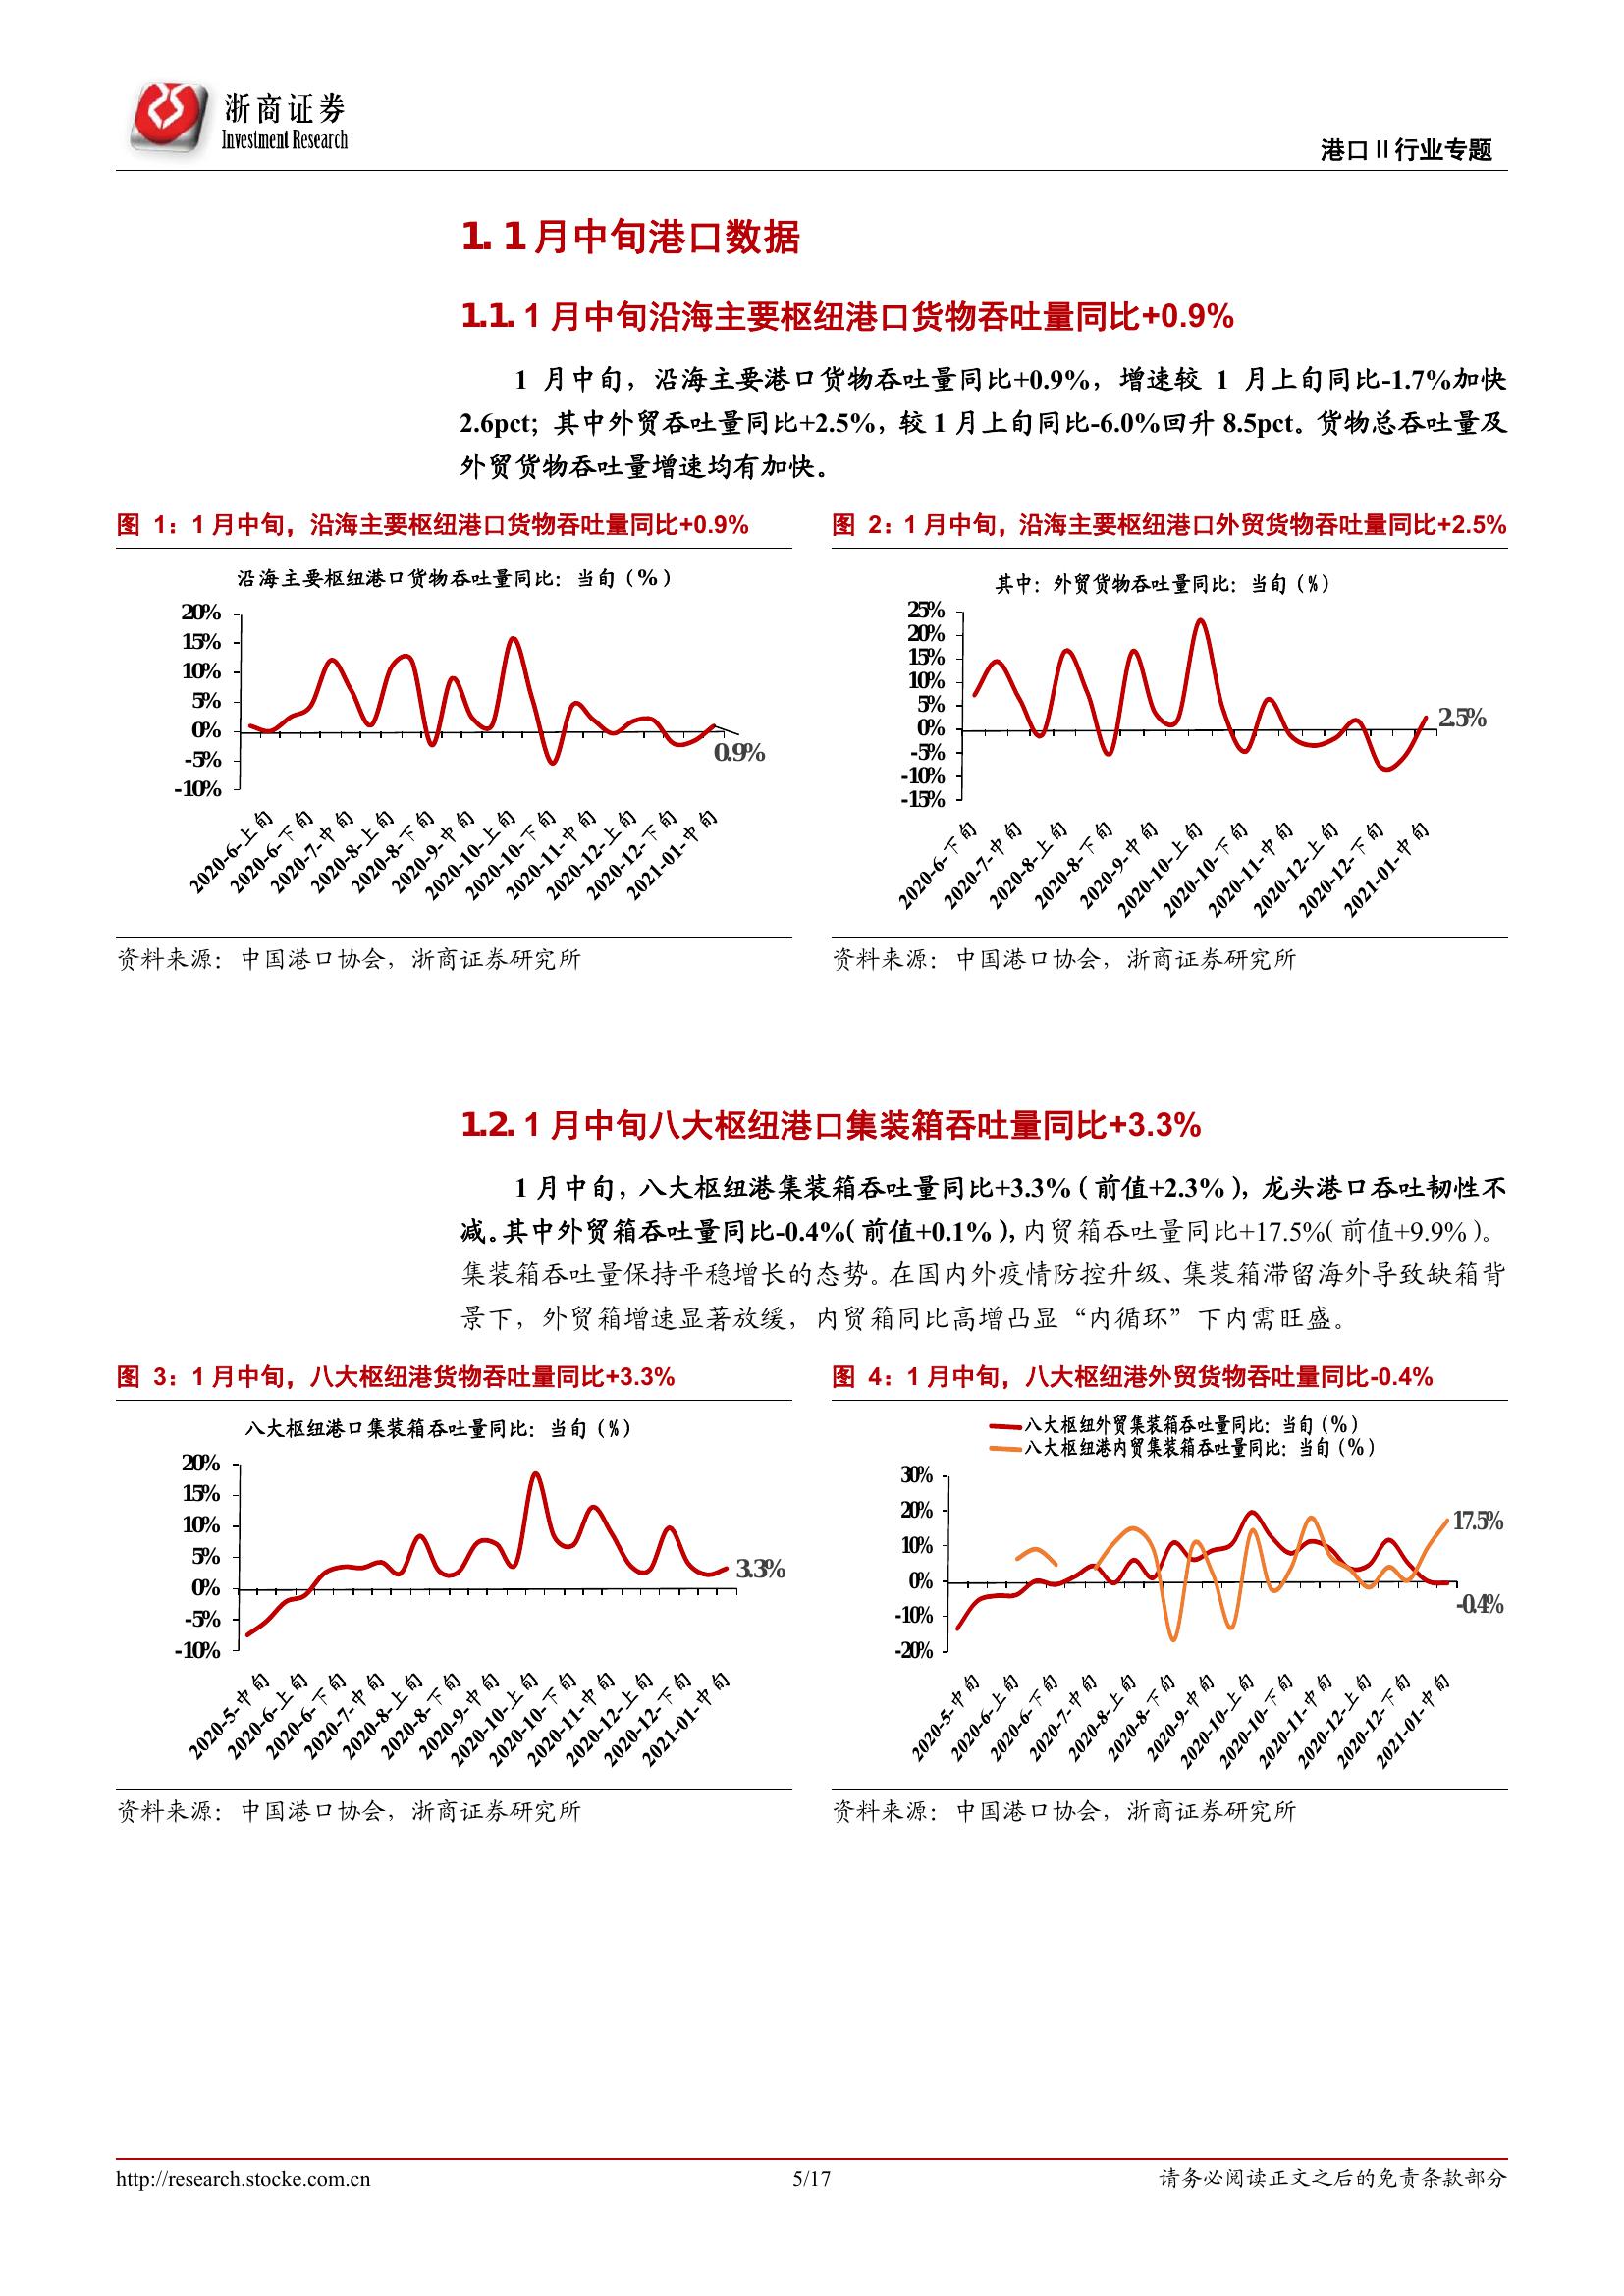 浙商证券
Investment Research
港口Ⅱ行业专题
1. 1 月中旬港口数据
1.1. 1 月中旬沿海主要枢纽港口货物吞吐量同比+0.9%
1 月中旬，沿海主要港口货物吞吐量同比+0.9%，增速较 1 月上旬同比-1.7%加快
2.6pct；其中外贸吞吐量同比+2.5%，较 1 月上旬同比-6.0%回升 8.5pct。货物总吞吐量及
外贸货物吞吐量增速均有加快。
图 1：1 月中旬，沿海主要枢纽港口货物吞吐量同比+0.9%
沿海主要枢纽港口货物吞吐量同比：当旬（%）
20%
15%
10%
5%
0%
-5%
-10%
0.9%
2020-6-上旬
2020-6-下旬
2020-7-中旬
2020-8-上旬
2020-8-下旬
2020-9-中旬
2020-10-上旬
2020-10-下旬
2020-11-中旬
2020-12-上旬
2020-12-下旬
2021-01-中旬
资料来源：中国港口协会，浙商证券研究所
图 2：1 月中旬，沿海主要枢纽港口外贸货物吞吐量同比+2.5%
其中：外贸货物吞吐量同比：当旬（%）
25%
20%
15%
10%
5%
0%
-5%
-10%
-15%
2.5%
2020-6-下旬
2020-7-中旬
2020-8-上旬
2020-8-下旬
2020-9-中旬
2020-10-上旬
2020-10-下旬
2020-11-中旬
2020-12-上旬
2020-12-下旬
2021-01-中旬
资料来源：中国港口协会，浙商证券研究所
1.2. 1 月中旬八大枢纽港口集装箱吞吐量同比+3.3%
1 月中旬，八大枢纽港集装箱吞吐量同比+3.3%（前值+2.3%），龙头港口吞吐韧性不
减。其中外贸箱吞吐量同比-0.4%（前值+0.1%），内贸箱吞吐量同比+17.5%（前值+9.9%）。
集装箱吞吐量保持平稳增长的态势。在国内外疫情防控升级、集装箱滞留海外导致缺箱背
景下，外贸箱增速显著放缓，内贸箱同比高增凸显“内循环”下内需旺盛。
图 3：1 月中旬，八大枢纽港货物吞吐量同比+3.3%
八大枢纽港口集装箱吞吐量同比：当旬（%）
20%
15%
10%
5%
0%
-5%
-10%
3.3%
2020-5-中旬
2020-6-上旬
2020-6-下旬
2020-7-中旬
2020-8-上旬
2020-8-下旬
2020-9-中旬
2020-10-上旬
2020-10-下旬
2020-11-中旬
2020-12-上旬
2020-12-下旬
2021-01-中旬
资料来源：中国港口协会，浙商证券研究所
图 4：1 月中旬，八大枢纽港外贸货物吞吐量同比-0.4%
八大枢纽外贸集装箱吞吐量同比：当旬（%）
八大枢纽港内贸集装箱吞吐量同比：当旬（%）
30%
20%
10%
0%
-10%
-20%
17.5%
-0.4%
2020-5-中旬
2020-6-上旬
2020-6-下旬
2020-7-中旬
2020-8-上旬
2020-8-下旬
2020-9-中旬
2020-10-上旬
2020-10-下旬
2020-11-中旬
2020-12-上旬
2020-12-下旬
2021-01-中旬
资料来源：中国港口协会，浙商证券研究所
http://research.stocke.com.cn
5/17
请务必阅读正文之后的免责条款部分